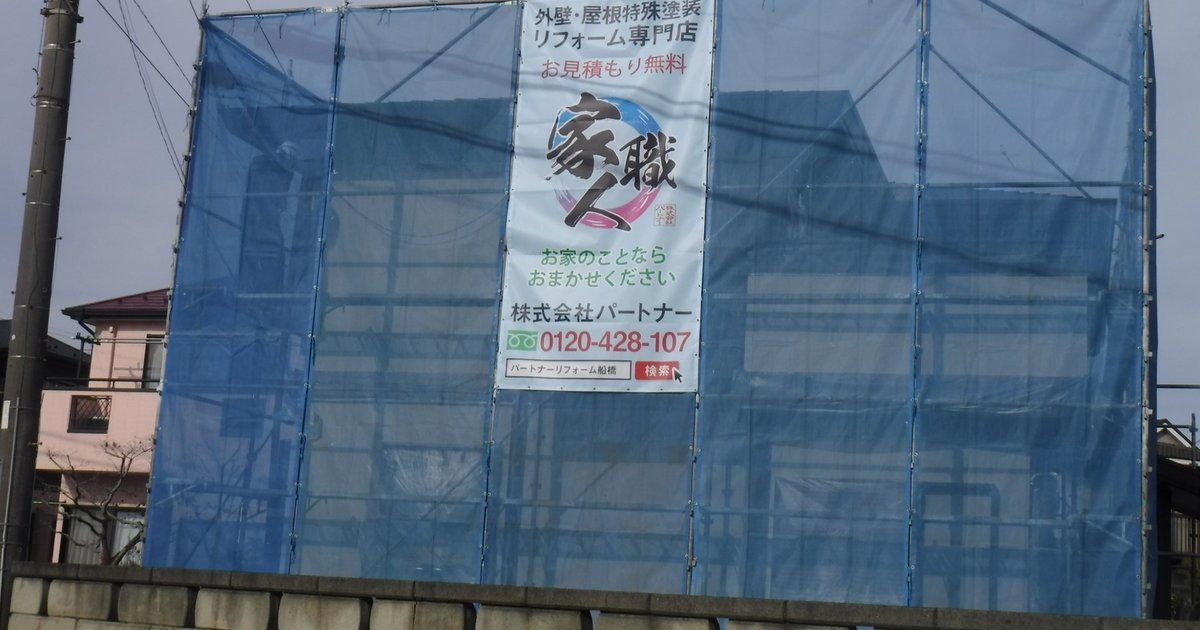 外壁・屋根特殊塗装
リフォーム専門店
お見積もり無料
家職人
お家のことなら
おまかせください
株式会社パートナー
0120-428-107
パートナーリフォーム船橋 検索